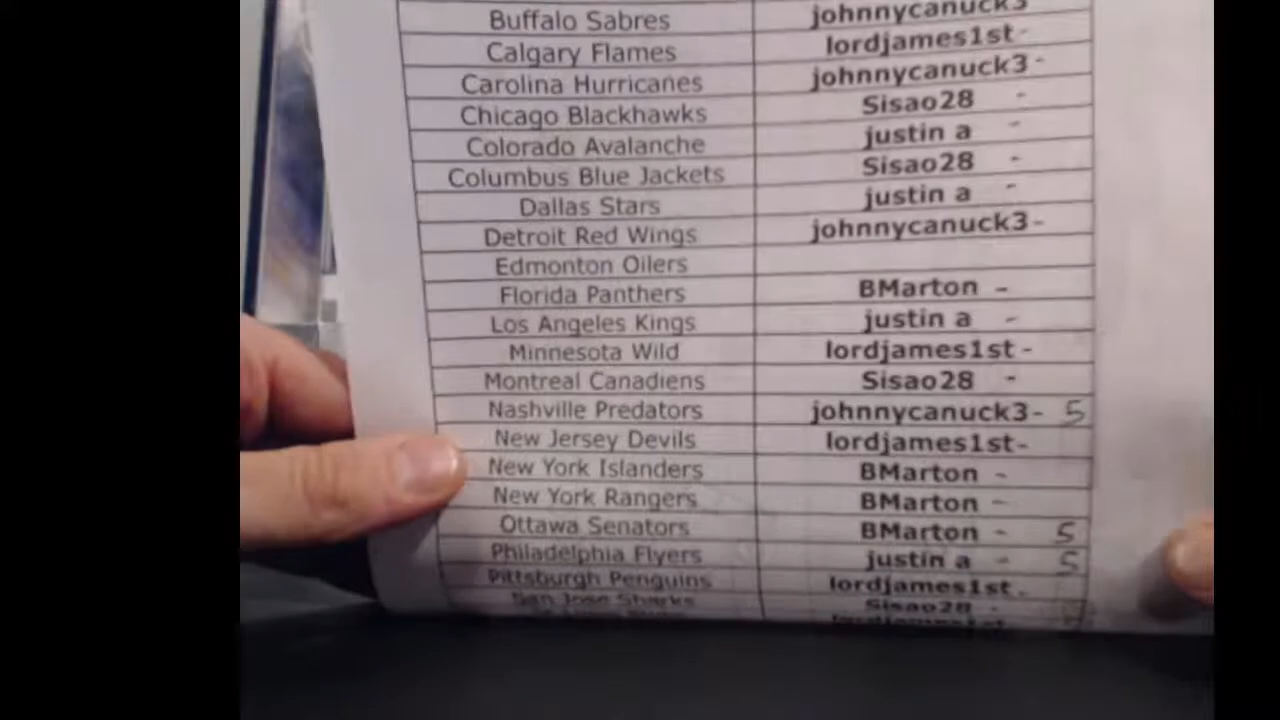 Buffalo Sabres johnnycanuck3
Calgary Flames lordjames1st-
Carolina Hurricanes johnnycanuck3 -
Chicago Blackhawks Sisao28 -
Colorado Avalanche justin a -
Columbus Blue Jackets Sisao28 -
Dallas Stars justin a -
Detroit Red Wings johnnycanuck3-
Edmonton Oilers
Florida Panthers BMarton -
Los Angeles Kings justin a -
Minnesota Wild lordjames1st -
Montreal Canadiens Sisao28 -
Nashville Predators johnnycanuck3- 5
New Jersey Devils lordjames1st-
New York Islanders BMarton -
New York Rangers BMarton -
Ottawa Senators BMarton - 5
Philadelphia Flyers justin a - 5
Pittsburgh Penguins lordjames1st-
San Jose Sharks Sisao28 -
lordjames1st